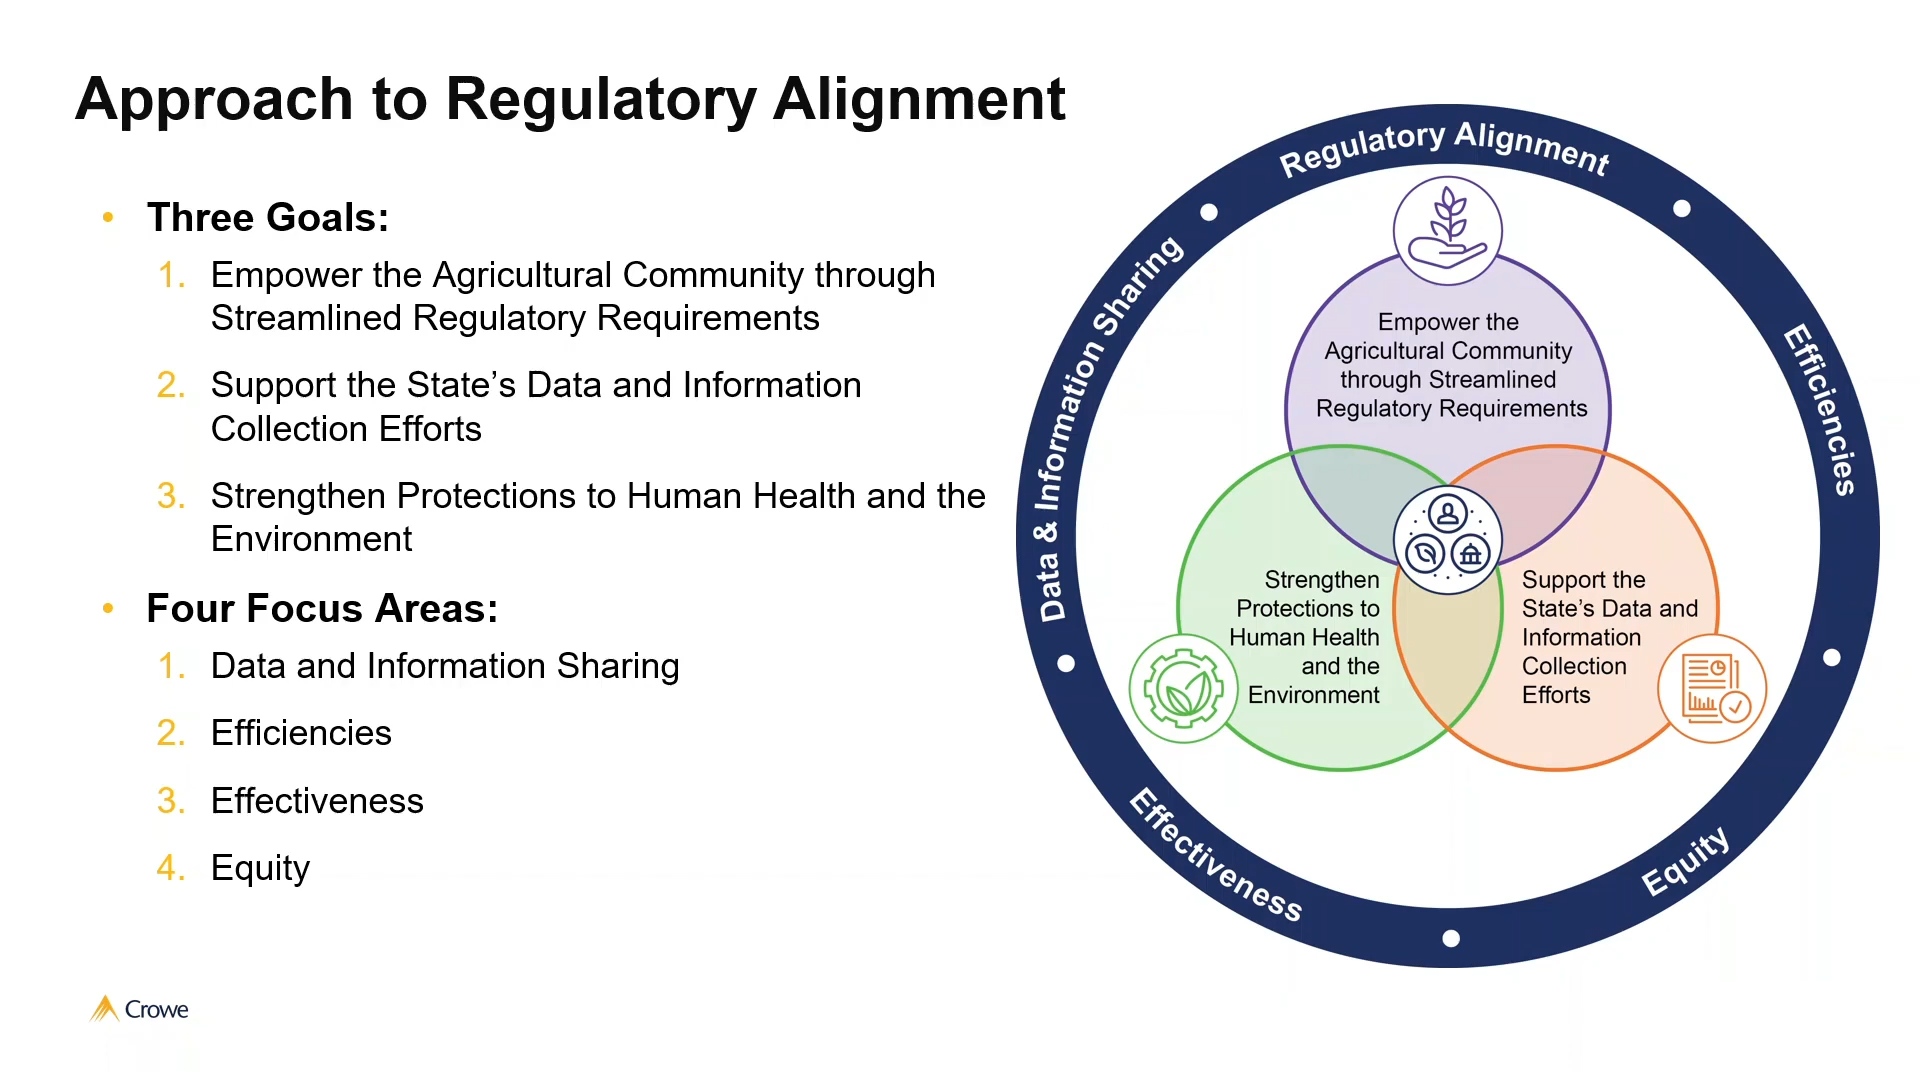 Approach to Regulatory Alignment
• Three Goals:
1. Empower the Agricultural Community through
Streamlined Regulatory Requirements
2. Support the State’s Data and Information
Collection Efforts
3. Strengthen Protections to Human Health and the
Environment
• Four Focus Areas:
1. Data and Information Sharing
2. Efficiencies
3. Effectiveness
4. Equity
Crowe
Regulatory Alignment
Data & Information Sharing
Efficiencies
Effectiveness
Equity
Empower the
Agricultural Community
through Streamlined
Regulatory Requirements
Strengthen
Protections to
Human Health
and the
Environment
Support the
State’s Data and
Information
Collection
Efforts